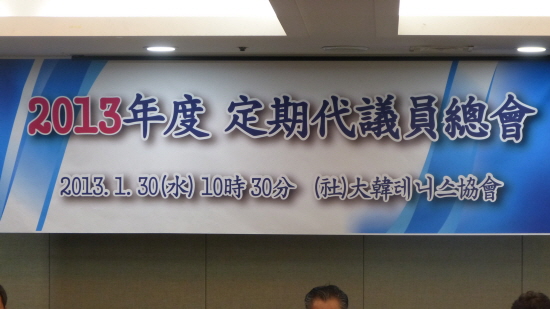 2013年度 定期代議員總會
2013. 1. 30(水) 10時 30分 (社)大韓테니스協會